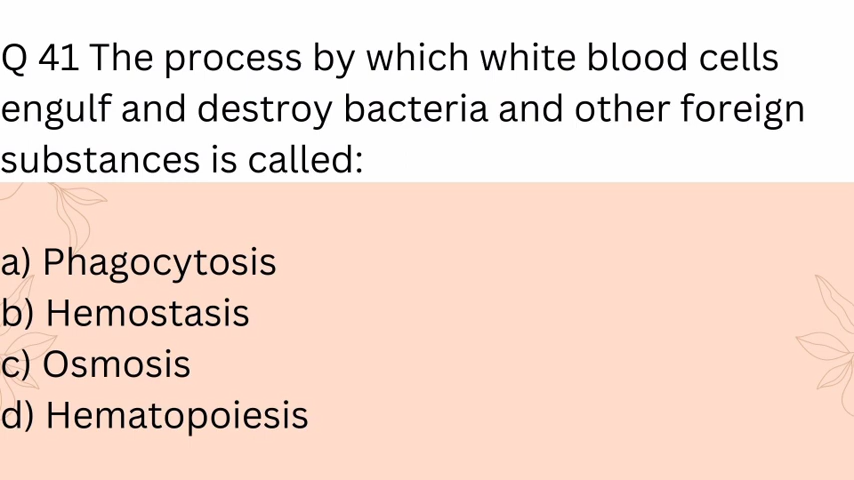 Q 41 The process by which white blood cells
engulf and destroy bacteria and other foreign
substances is called:
a) Phagocytosis
b) Hemostasis
c) Osmosis
d) Hematopoiesis